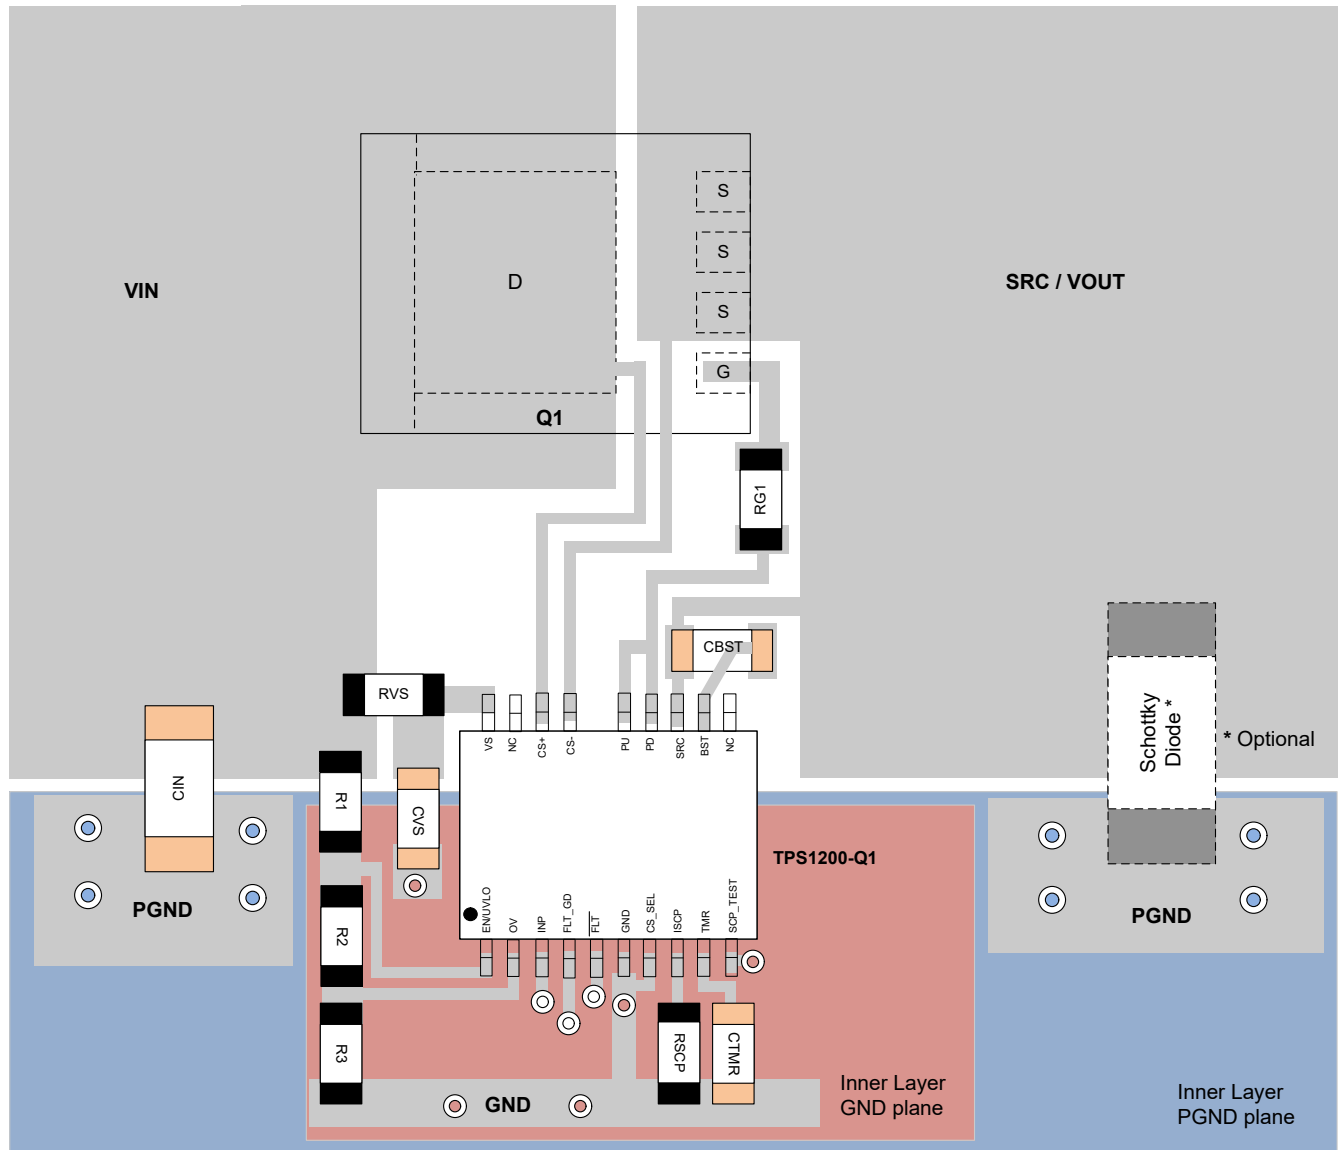 S
S
D
VIN
SRC / VOUT
S
G
Q1
RG1
CBST
RVS
VS
NC
CS+
CS-
PU
PD
SRC
BST
NC
Schottky
Diode *
* Optional
CIN
R1
CVS
TPS1200-Q1
EN/UVLO
OV
INP
FLT_GD
FLT
GND
CS_SEL
ISCP
TMR
SCP_TEST
PGND
PGND
R2
R3
RSCP
CTMR
GND
Inner Layer
GND plane
Inner Layer
PGND plane